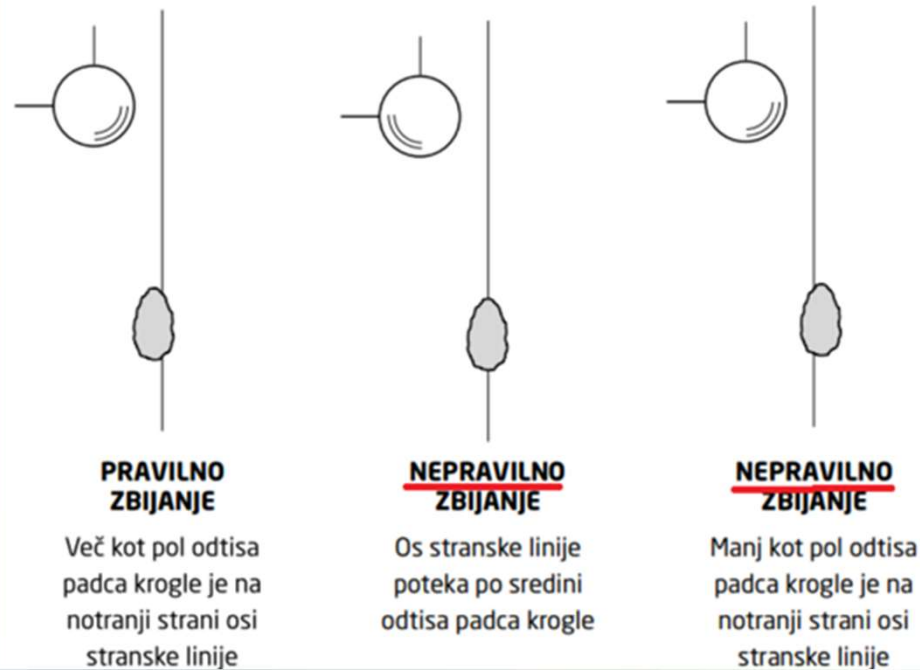 PRAVILNO
ZBIJANJE
Več kot pol odtisa
padca krogle je na
notranji strani osi
stranske linije
NEPRAVILNO
ZBIJANJE
Os stranske linije
poteka po sredini
odtisa padca krogle
NEPRAVILNO
ZBIJANJE
Manj kot pol odtisa
padca krogle je na
notranji strani osi
stranske linije